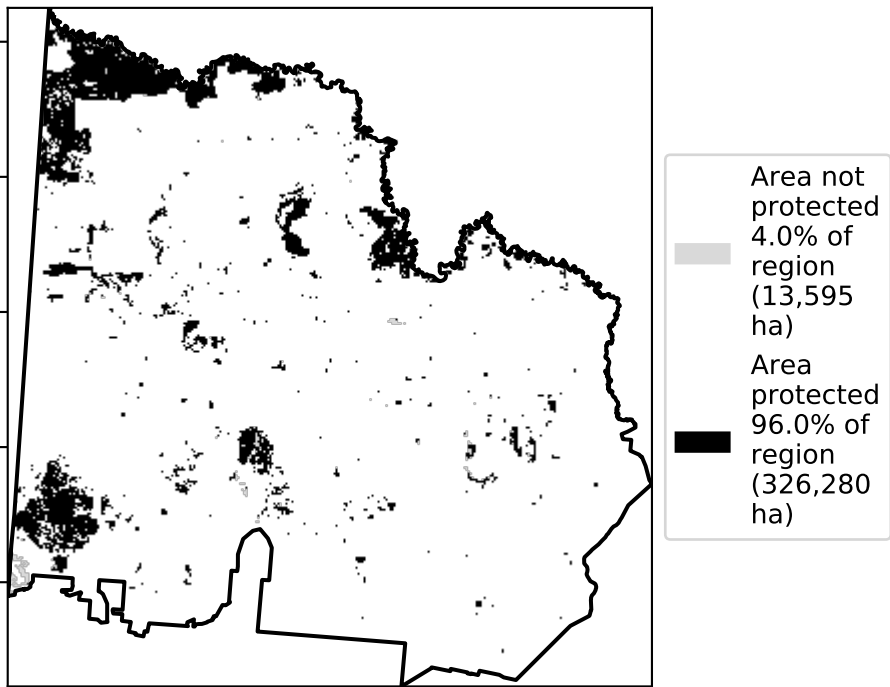 Area not
protected
4.0% of
region
(13,595
ha)
Area
protected
96.0% of
region
(326,280
ha)